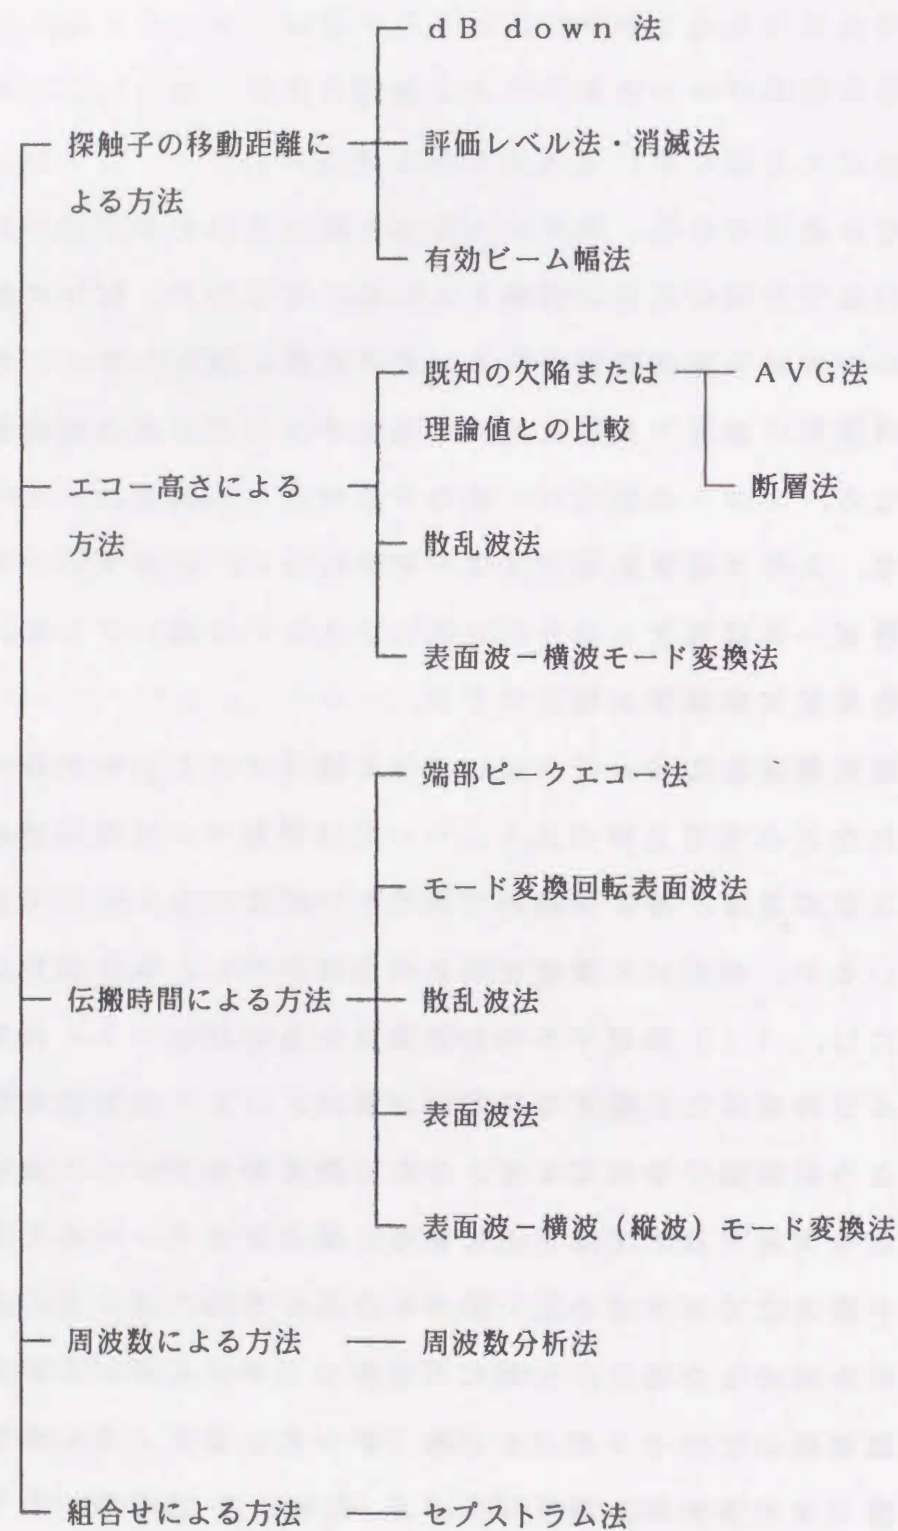 dB down 法
探触子の移動距離に
評価レベル法・消滅法
よる方法
有効ビーム幅法
既知の欠陥または
AVG法
理論値との比較
エコー高さによる
断層法
方法
散乱波法
表面波－横波モード変換法
端部ピークエコー法
モード変換回転表面波法
伝搬時間による方法
散乱波法
表面波法
表面波－横波（縦波）モード変換法
周波数による方法
周波数分析法
組合せによる方法
セプストラム法